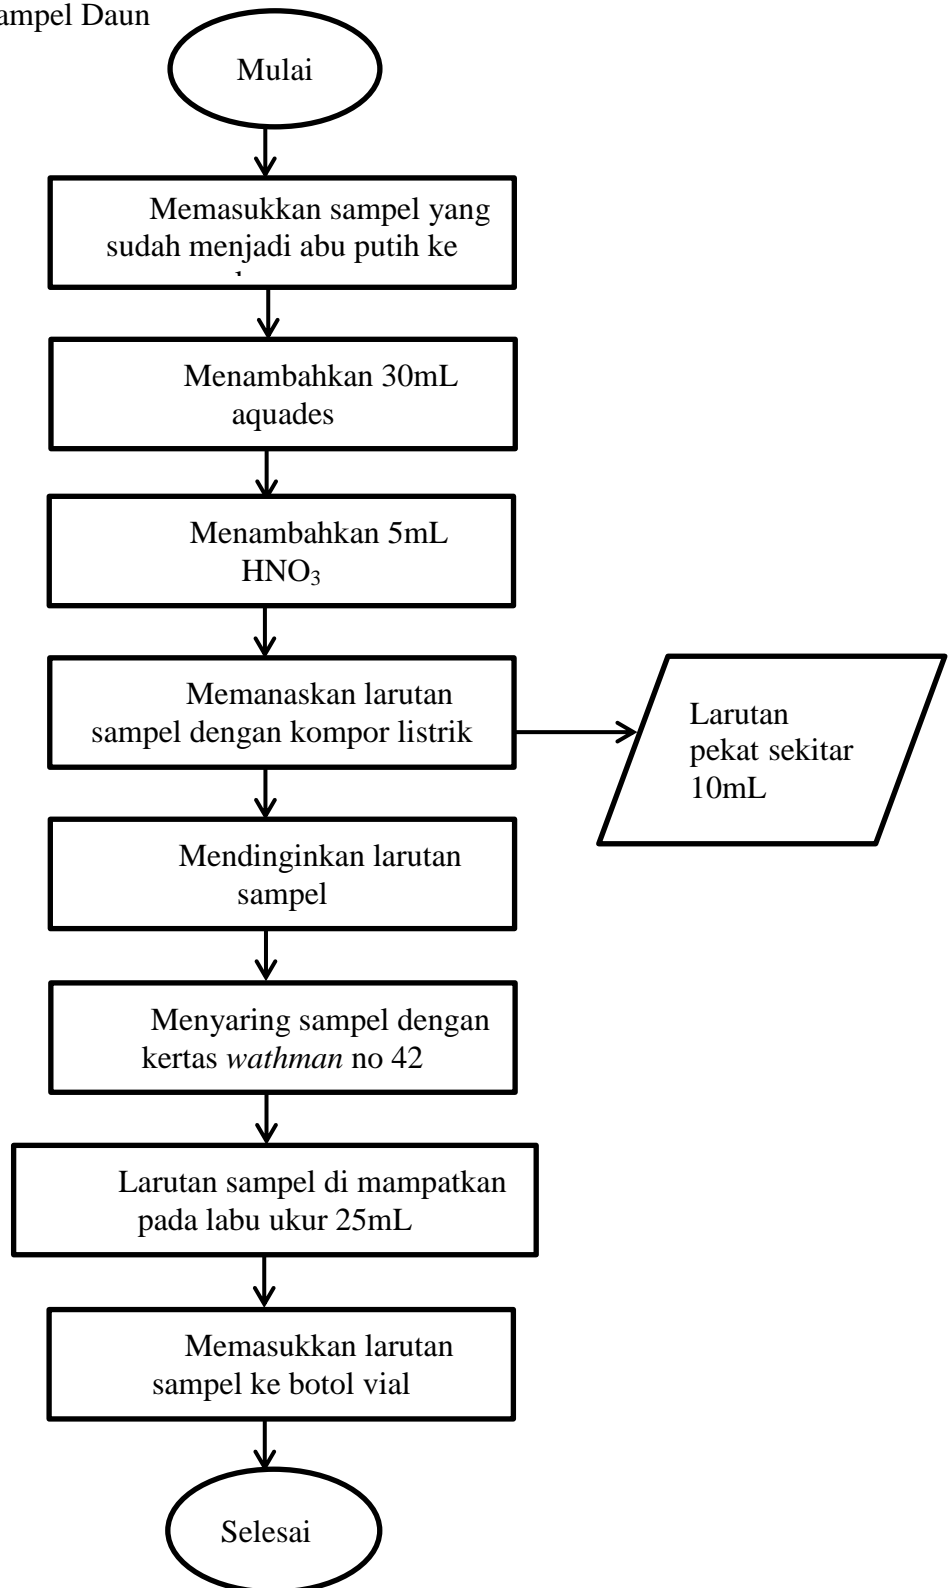 ampel Daun
Mulai
Memasukkan sampel yang
sudah menjadi abu putih ke
Menambahkan 30mL
aquades
Menambahkan 5mL
HNO₃
Memanaskan larutan
sampel dengan kompor listrik
Larutan
pekat sekitar
10mL
Mendinginkan larutan
sampel
Menyaring sampel dengan
kertas wathman no 42
Larutan sampel di mampatkan
pada labu ukur 25mL
Memasukkan larutan
sampel ke botol vial
Selesai